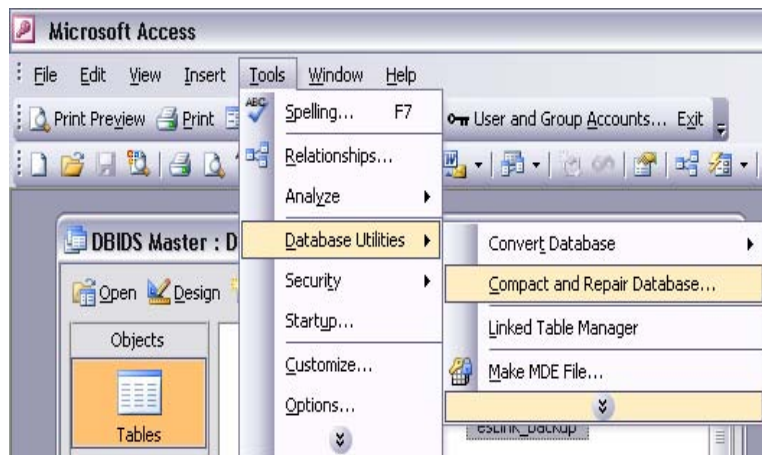 Microsoft Access
File Edit View Insert Tools Window Help
Print Preview Print User and Group Accounts... Exit
ABC Spelling... F7
Relationships...
Analyze
DBIDS Master : D
Database Utilities
Convert Database
Open Design
Security
Compact and Repair Database...
Objects
Startup...
Linked Table Manager
Customize...
Make MDE File...
Options...
Tables